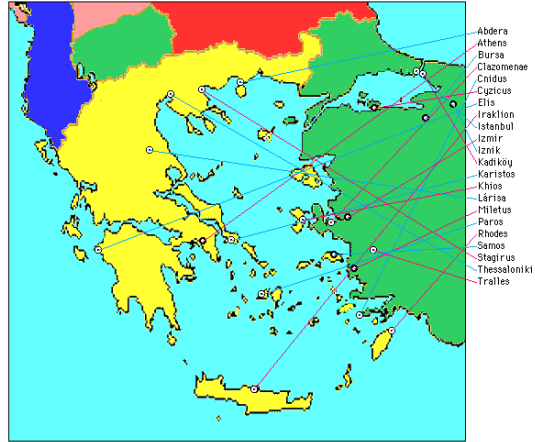 Abdera
Athens
Bursa
Clazomenae
Cnidus
Cyzicus
Elis
Iraklion
Istanbul
Izmir
Iznik
Kadiköy
Karistos
Khios
Lárisa
Miletus
Paros
Rhodes
Samos
Stagirus
Thessaloniki
Tralles